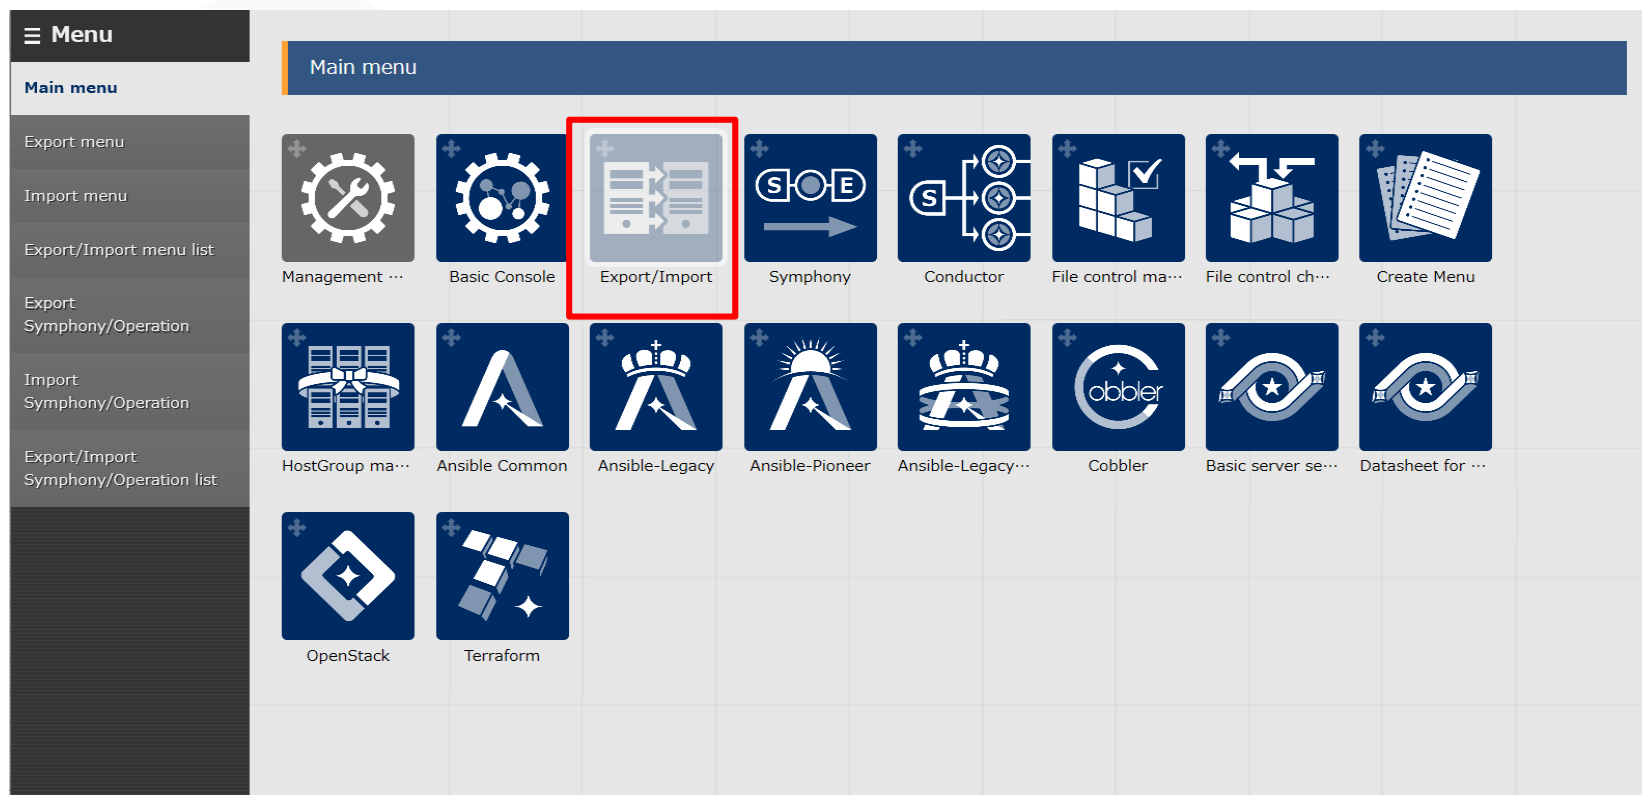 ☰ Menu
Main menu
Export menu
Import menu
Export/Import menu list
Export
Symphony/Operation
Import
Symphony/Operation
Export/Import
Symphony/Operation list
Main menu
S O E
S
Management ···
Basic Console
Export/Import
Symphony
Conductor
File control ma···
File control ch···
Create Menu
Cobbler
HostGroup ma···
Ansible Common
Ansible-Legacy
Ansible-Pioneer
Ansible-Legacy···
Cobbler
Basic server se···
Datasheet for ···
OpenStack
Terraform